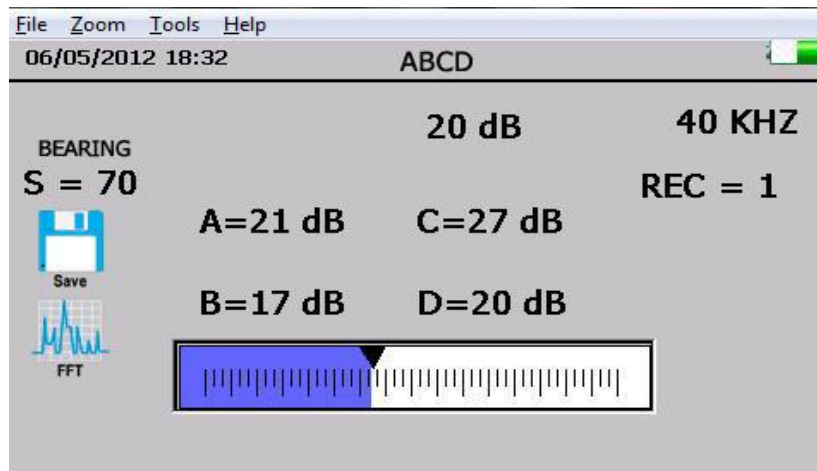 File Zoom Tools Help
06/05/2012 18:32 ABCD
20 dB 40 KHZ
BEARING
S = 70 REC = 1
A=21 dB C=27 dB
Save
B=17 dB D=20 dB
FFT